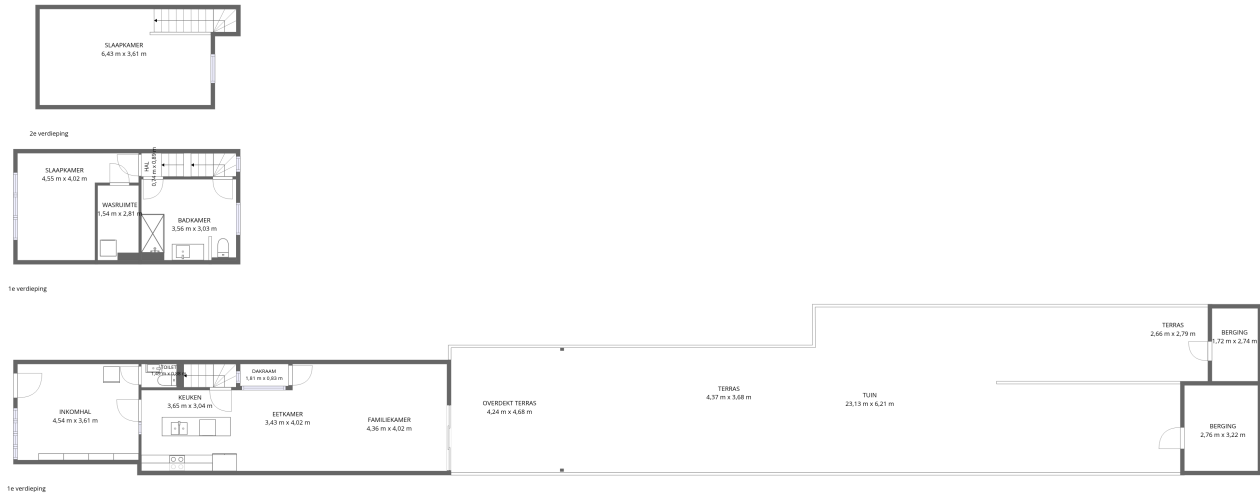 SLAAPKAMER
6,43 m x 3,61 m
2e verdieping
SLAAPKAMER
4,55 m x 4,02 m
HAL
WASRUIMTE
1,54 m x 2,81 m
BADKAMER
3,56 m x 3,03 m
1e verdieping
TOILET
DAKRAAM
1,81 m x 0,83 m
KEUKEN
3,65 m x 3,04 m
INKOMHAL
4,54 m x 3,61 m
EETKAMER
3,43 m x 4,02 m
FAMILIEKAMER
4,36 m x 4,02 m
OVERDEKT TERRAS
4,24 m x 4,68 m
TERRAS
4,37 m x 3,68 m
TUIN
23,13 m x 6,21 m
TERRAS
2,66 m x 2,79 m
BERGING
1,72 m x 2,74 m
BERGING
2,76 m x 3,22 m
1e verdieping